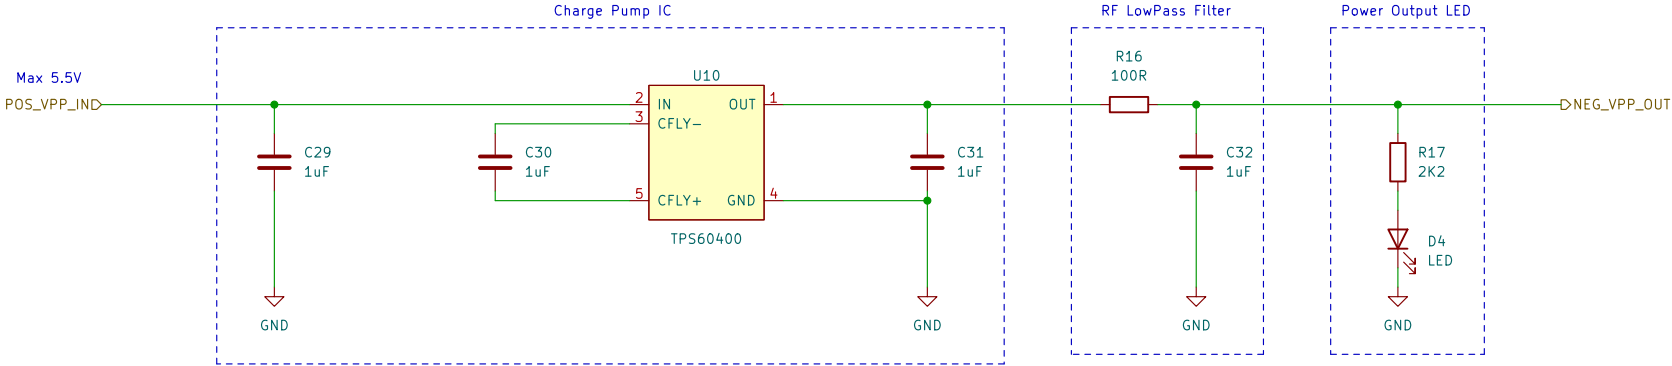 Charge Pump IC
RF LowPass Filter
Power Output LED
Max 5.5V
POS_VPP_IN
U10
2
IN
3
CFLY-
5
CFLY+
OUT
1
GND
4
TPS60400
C29
1uF
C30
1uF
C31
1uF
R16
100R
C32
1uF
R17
2K2
D4
LED
NEG_VPP_OUT
GND
GND
GND
GND